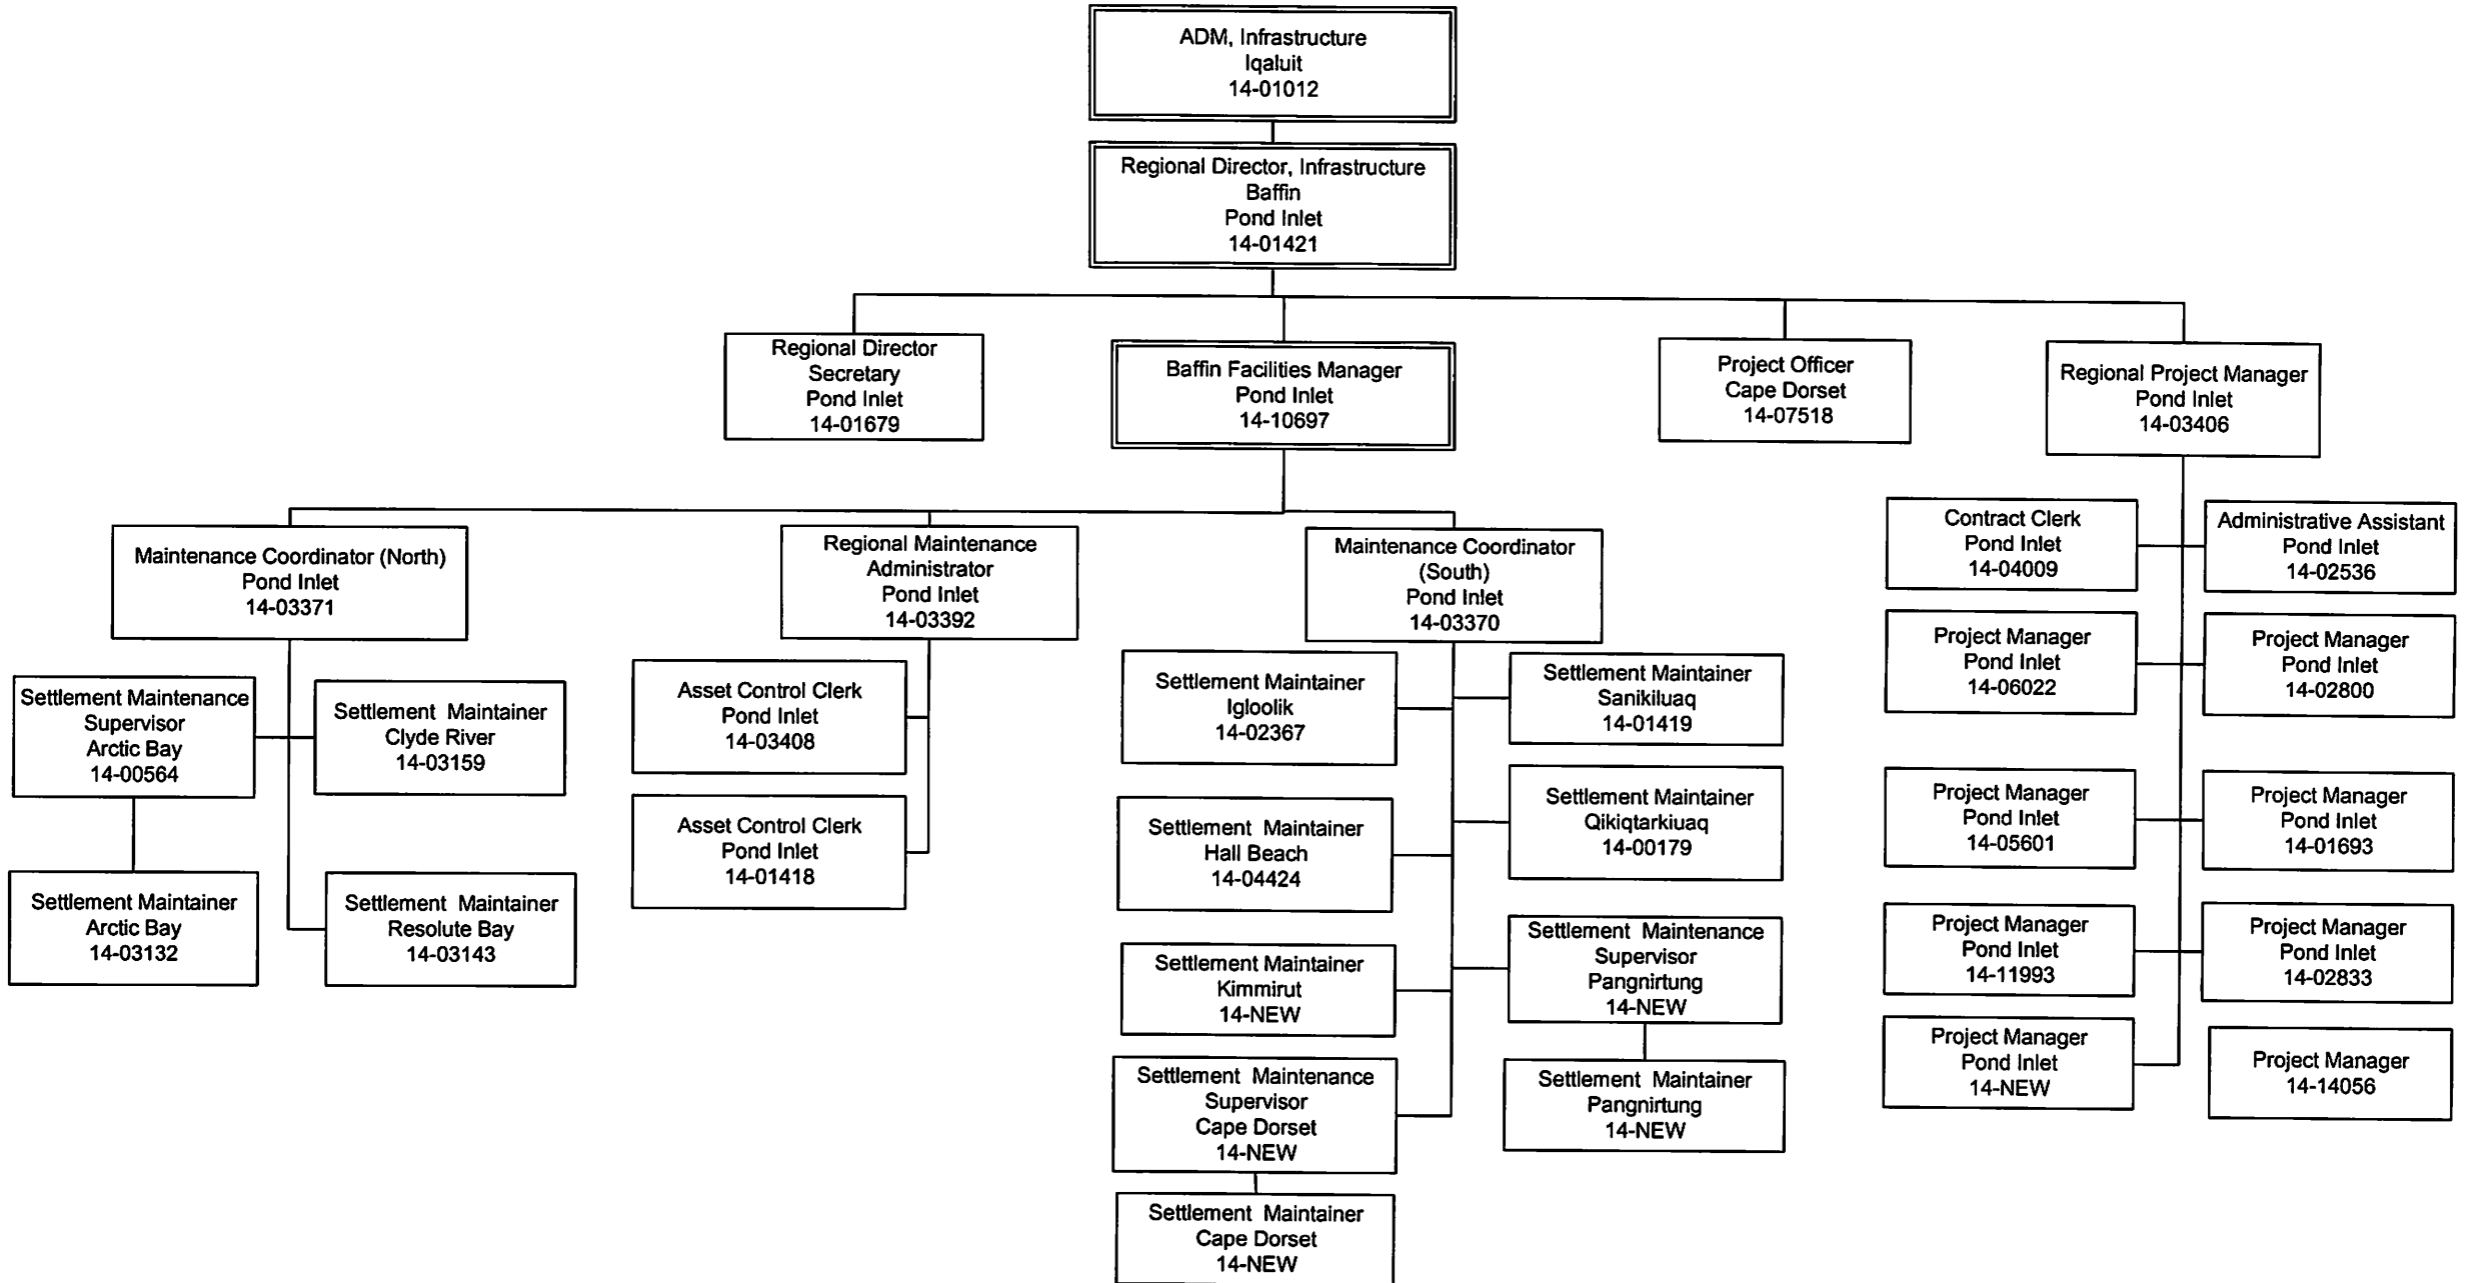 ADM, Infrastructure
Iqaluit
14-01012
Regional Director, Infrastructure
Baffin
Pond Inlet
14-01421
Regional Director
Secretary
Pond Inlet
14-01679
Baffin Facilities Manager
Pond Inlet
14-10697
Project Officer
Cape Dorset
14-07518
Regional Project Manager
Pond Inlet
14-03406
Maintenance Coordinator (North)
Pond Inlet
14-03371
Regional Maintenance
Administrator
Pond Inlet
14-03392
Maintenance Coordinator
(South)
Pond Inlet
14-03370
Contract Clerk
Pond Inlet
14-04009
Administrative Assistant
Pond Inlet
14-02536
Project Manager
Pond Inlet
14-06022
Project Manager
Pond Inlet
14-02800
Settlement Maintenance
Supervisor
Arctic Bay
14-00564
Settlement Maintainer
Clyde River
14-03159
Asset Control Clerk
Pond Inlet
14-03408
Settlement Maintainer
Igloolik
14-02367
Settlement Maintainer
Sanikiluaq
14-01419
Asset Control Clerk
Pond Inlet
14-01418
Settlement Maintainer
Hall Beach
14-04424
Settlement Maintainer
Qikiqtarkiuaq
14-00179
Project Manager
Pond Inlet
14-05601
Project Manager
Pond Inlet
14-01693
Settlement Maintainer
Arctic Bay
14-03132
Settlement Maintainer
Resolute Bay
14-03143
Settlement Maintainer
Kimmirut
14-NEW
Settlement Maintenance
Supervisor
Pangnirtung
14-NEW
Project Manager
Pond Inlet
14-11993
Project Manager
Pond Inlet
14-02833
Settlement Maintenance
Supervisor
Cape Dorset
14-NEW
Settlement Maintainer
Pangnirtung
14-NEW
Project Manager
Pond Inlet
14-NEW
Project Manager
14-14056
Settlement Maintainer
Cape Dorset
14-NEW